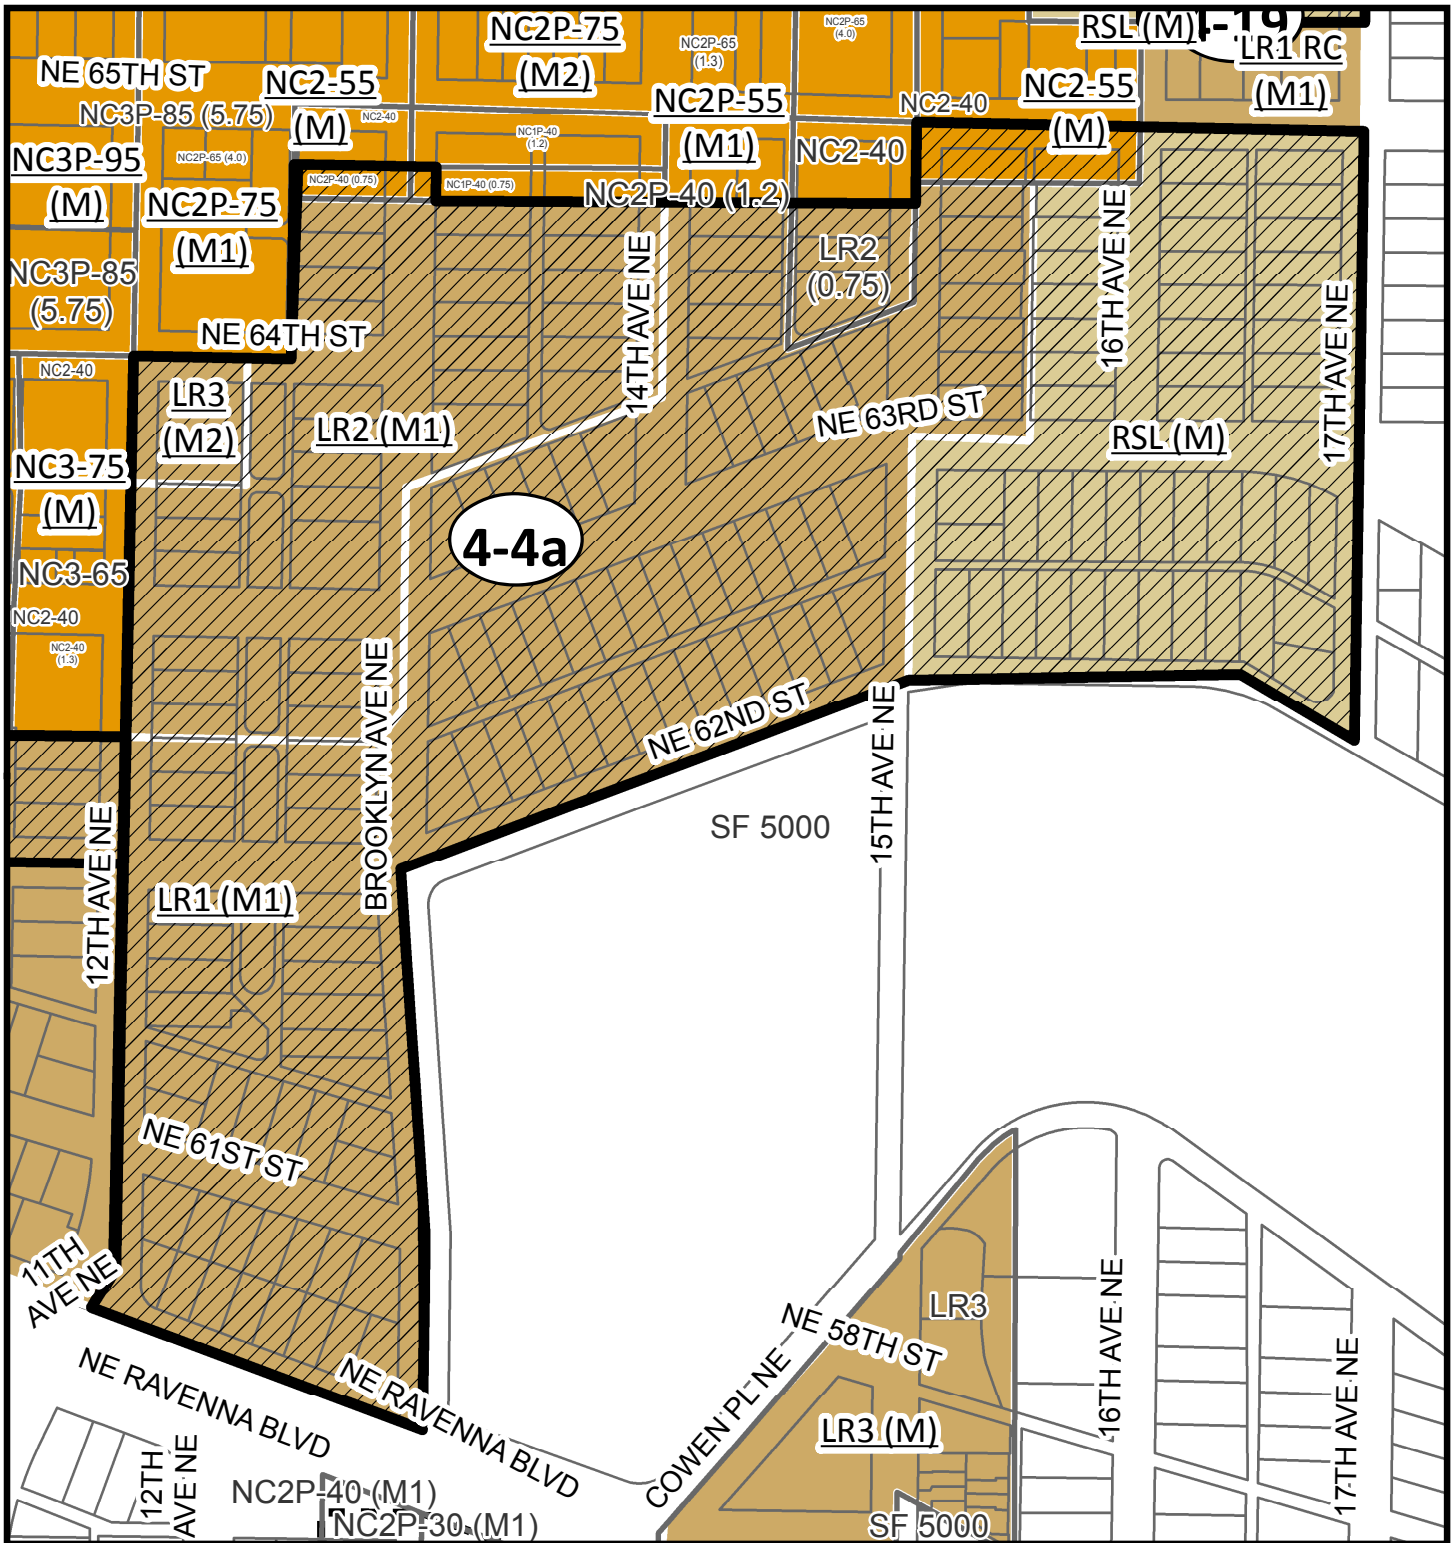 NC2P-75
(M2)
NC2P-65
(1.3)
NC2P-65
(4.0)
RSL (M)
4-19
LR1 RC
(M1)
NE 65TH ST
NC3P-85 (5.75)
NC2-55
(M)
NC2-40
NC1P-40
(1.2)
NC2P-55
(M1)
NC2-40
NC2-40
NC2-55
(M)
NC3P-95
(M)
NC2P-65 (4.0)
NC2P-75
(M1)
NC2P-40 (0.75)
NC1P-40 (0.75)
NC2P-40 (1.2)
NC3P-85
(5.75)
NE 64TH ST
14TH AVE NE
LR2
(0.75)
16TH AVE NE
17TH AVE NE
NC2-40
LR3
(M2)
LR2 (M1)
NE 63RD ST
RSL (M)
NC3-75
(M)
4-4a
NC3-65
NC2-40
NC2-40
(1.3)
BROOKLYN AVE NE
NE 62ND ST
15TH AVE NE
SF 5000
12TH AVE NE
LR1 (M1)
NE 61ST ST
11TH
AVE NE
NE RAVENNA BLVD
NE RAVENNA BLVD
COWEN PL NE
NE 58TH ST
LR3
16TH AVE NE
17TH AVE NE
LR3 (M)
12TH
AVE NE
NC2P-40 (M1)
NC2P-30 (M1)
SF 5000